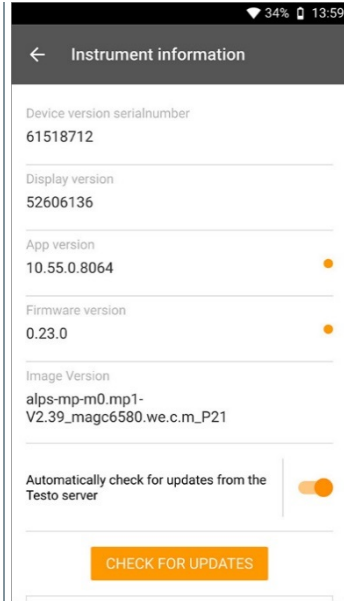 34% 13:59
Instrument information
Device version serialnumber
61518712
Display version
52606136
App version
10.55.0.8064
Firmware version
0.23.0
Image Version
alps-mp-m0.mp1-
V2.39_magc6580.we.c.m_P21
Automatically check for updates from the
Testo server
CHECK FOR UPDATES